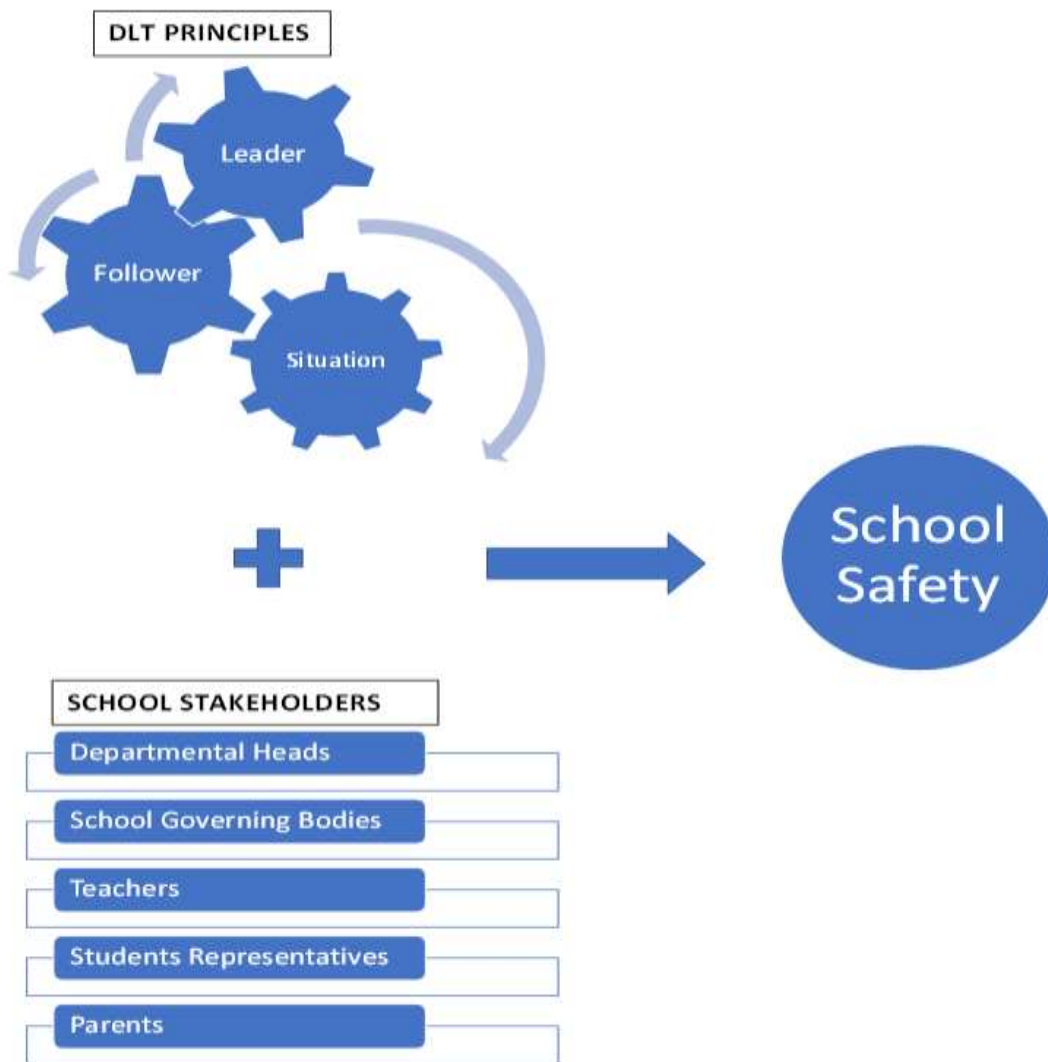 DLT PRINCIPLES
Leader
Follower
Situation
School
Safety
SCHOOL STAKEHOLDERS
Departmental Heads
School Governing Bodies
Teachers
Students Representatives
Parents